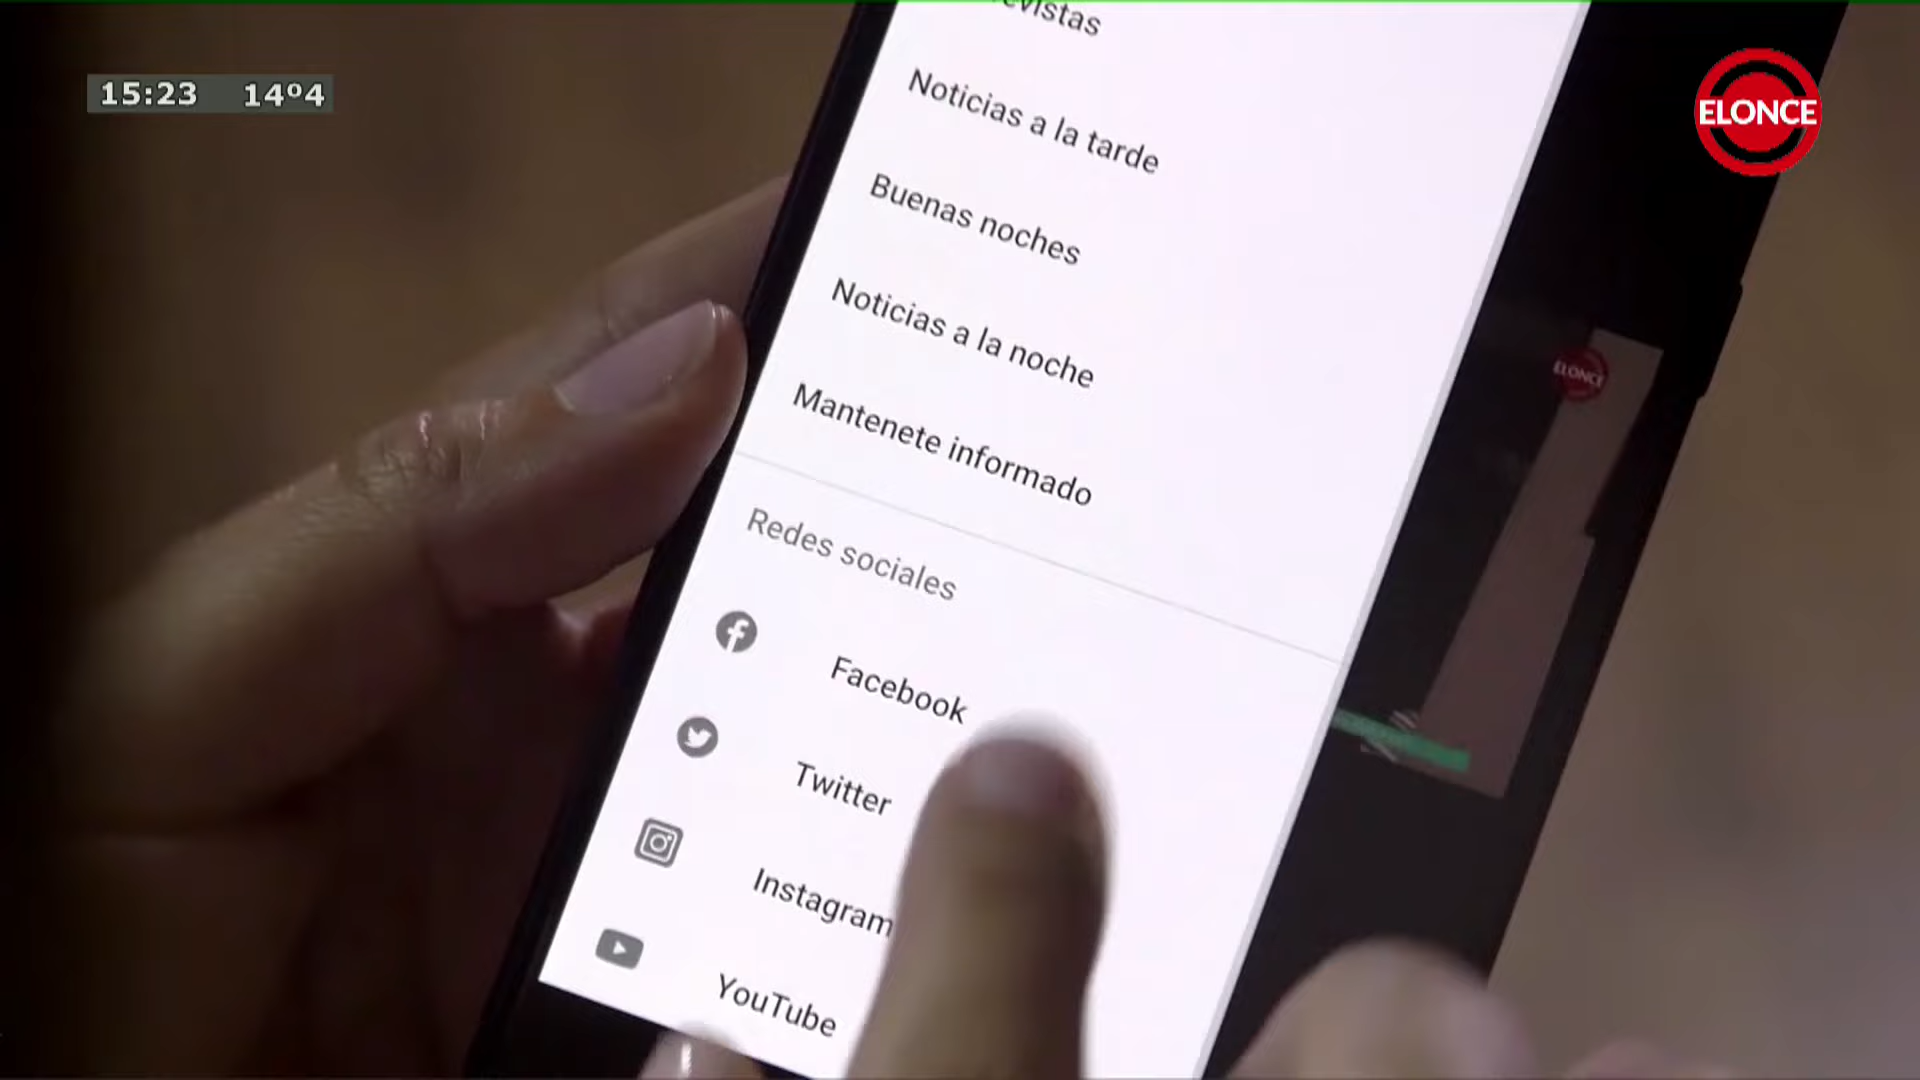 15:23 14º4
ELONCE
Noticias a la tarde
Buenas noches
Noticias a la noche
Mantenete informado
Redes sociales
Facebook
Twitter
Instagram
YouTube
ELONCE